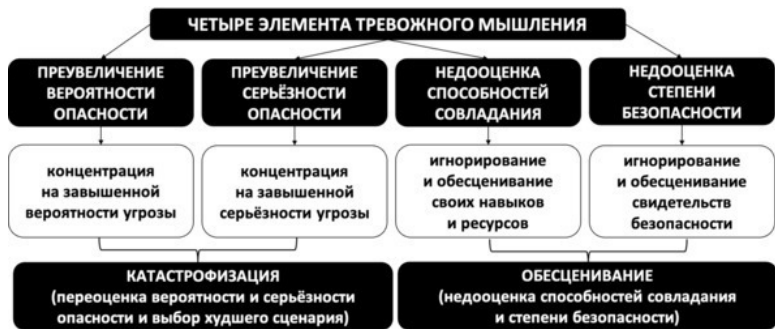 ЧЕТЫРЕ ЭЛЕМЕНТА ТРЕВОЖНОГО МЫШЛЕНИЯ
ПРЕУВЕЛИЧЕНИЕ
ВЕРОЯТНОСТИ
ОПАСНОСТИ
ПРЕУВЕЛИЧЕНИЕ
СЕРЬЁЗНОСТИ
ОПАСНОСТИ
НЕДООЦЕНКА
СПОСОБНОСТЕЙ
СОВЛАДАНИЯ
НЕДООЦЕНКА
СТЕПЕНИ
БЕЗОПАСНОСТИ
концентрация
на завышенной
вероятности угрозы
концентрация
на завышенной
серьёзности угрозы
игнорирование
и обесценивание
своих навыков
и ресурсов
игнорирование
и обесценивание
свидетельств
безопасности
КАТАСТРОФИЗАЦИЯ
(переоценка вероятности и серьёзности
опасности и выбор худшего сценария)
ОБЕСЦЕНИВАНИЕ
(недооценка способностей совладания
и степени безопасности)